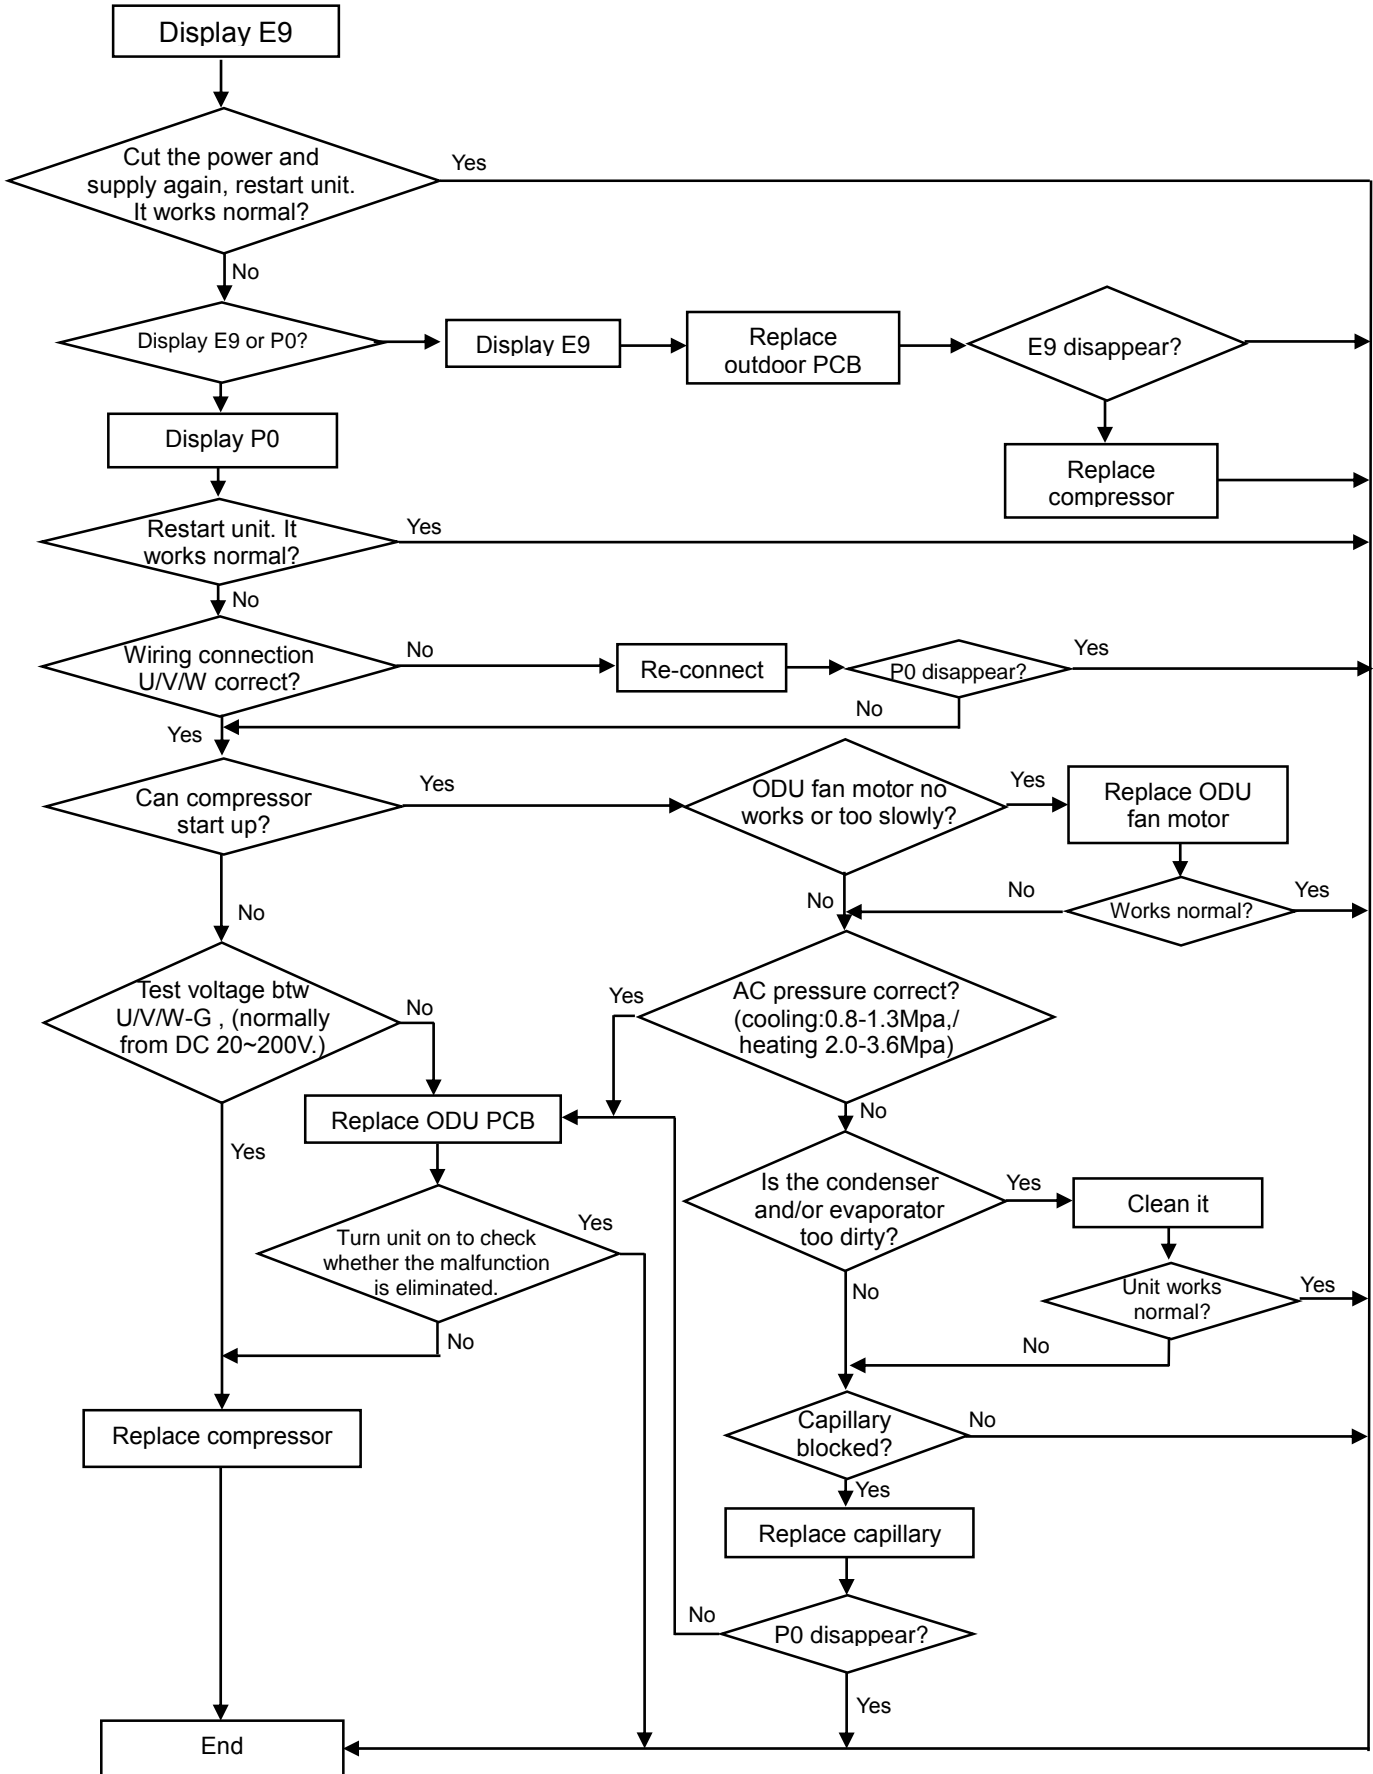 Display E9
Cut the power and
supply again, restart unit.
It works normal?
Yes
No
Display E9 or P0?
Display E9
Replace
outdoor PCB
E9 disappear?
Display P0
Replace
compressor
Restart unit. It
works normal?
Yes
No
Wiring connection
U/V/W correct?
No
Re-connect
P0 disappear?
Yes
No
Yes
Can compressor
start up?
Yes
ODU fan motor no
works or too slowly?
Yes
Replace ODU
fan motor
No
No
No
Works normal?
Yes
Test voltage btw
U/V/W-G , (normally
from DC 20~200V.)
No
Yes
AC pressure correct?
(cooling:0.8-1.3Mpa,/
heating 2.0-3.6Mpa)
Replace ODU PCB
No
Yes
Is the condenser
and/or evaporator
too dirty?
Yes
Clean it
Turn unit on to check
whether the malfunction
is eliminated.
Yes
No
No
Unit works
normal?
Yes
No
Replace compressor
Capillary
blocked?
No
Yes
Replace capillary
No
P0 disappear?
Yes
End